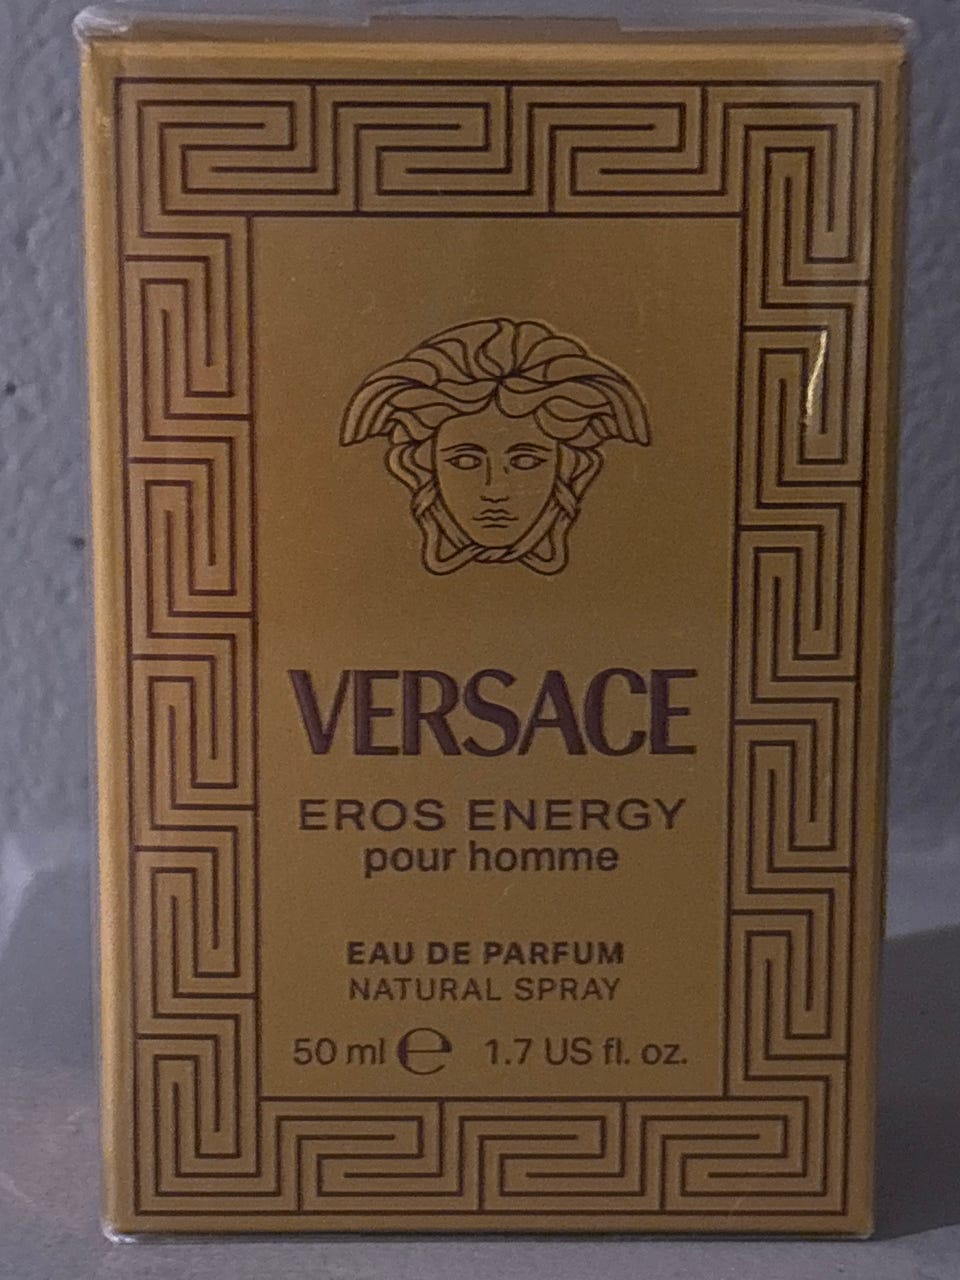 VERSACE
EROS ENERGY
pour homme
EAU DE PARFUM
NATURAL SPRAY
50 ml ℮ 1.7 US fl. oz.